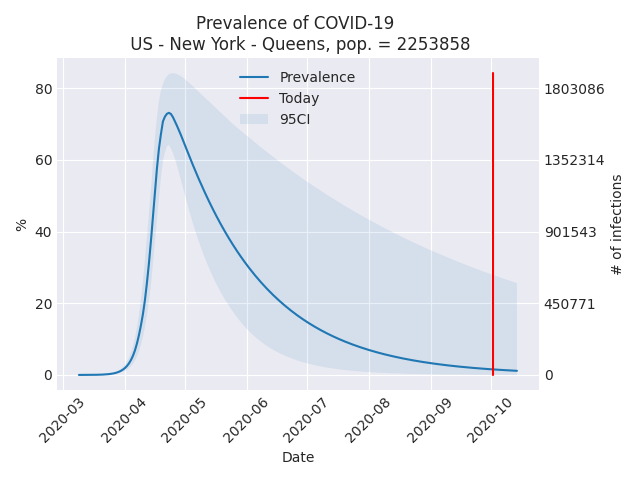 Prevalence of COVID-19
US - New York - Queens, pop. = 2253858
Prevalence
Today
95CI
80
60
40
20
0
%
1803086
1352314
901543
450771
0
# of infections
2020-03
2020-04
2020-05
2020-06
2020-07
2020-08
2020-09
2020-10
Date